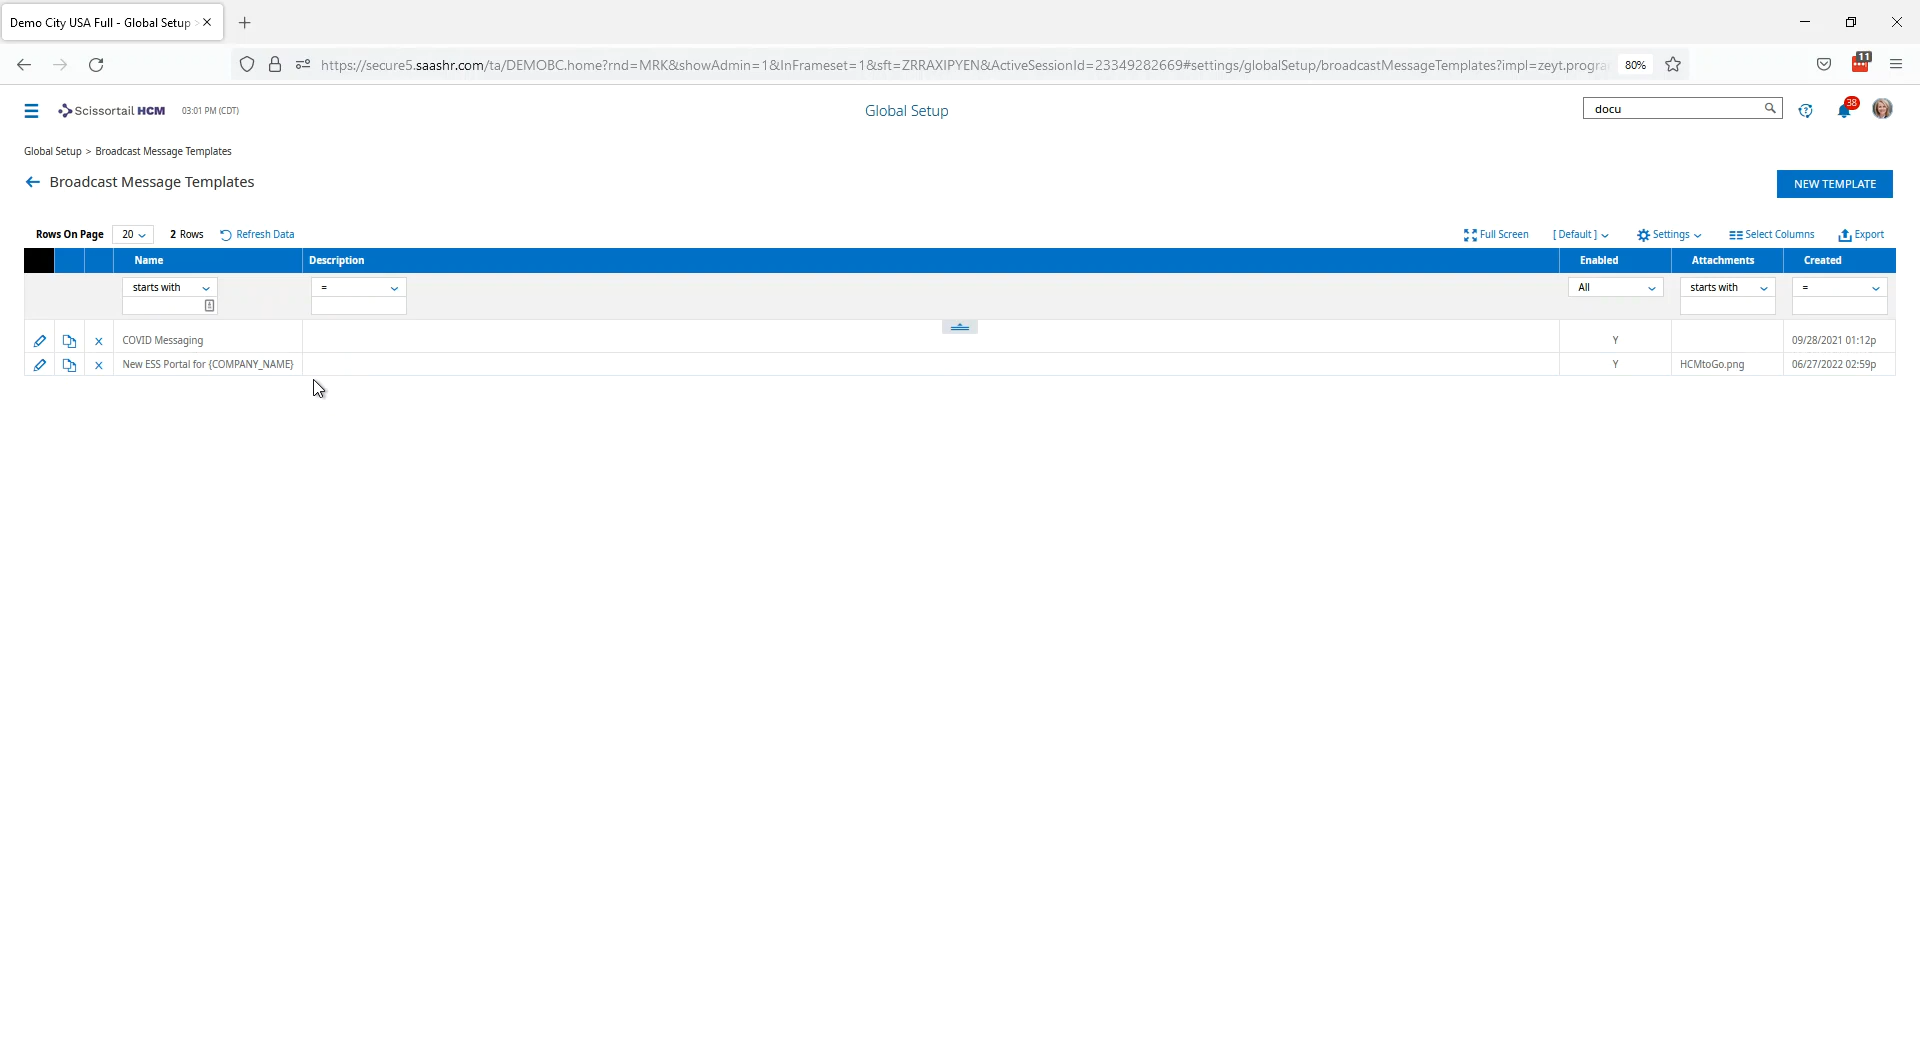 Demo City USA Full - Global Setup
https://secure5.saashr.com/ta/DEMOBC.home?rnd=MRK&showAdmin=1&InFrameset=1&sft=ZRRAXIPYEN&ActiveSessionId=23349282669#settings/globalSetup/broadcastMessageTemplates?impl=zeyt.progra
80%
11
Scissortail HCM
03:01 PM (CDT)
Global Setup
docu
38
Global Setup > Broadcast Message Templates
Broadcast Message Templates
NEW TEMPLATE
Rows On Page 20 2 Rows Refresh Data
Full Screen [ Default ] Settings Select Columns Export
Name Description Enabled Attachments Created
starts with = All starts with =
COVID Messaging Y 09/28/2021 01:12p
New ESS Portal for {COMPANY_NAME} Y HCMtoGo.png 06/27/2022 02:59p